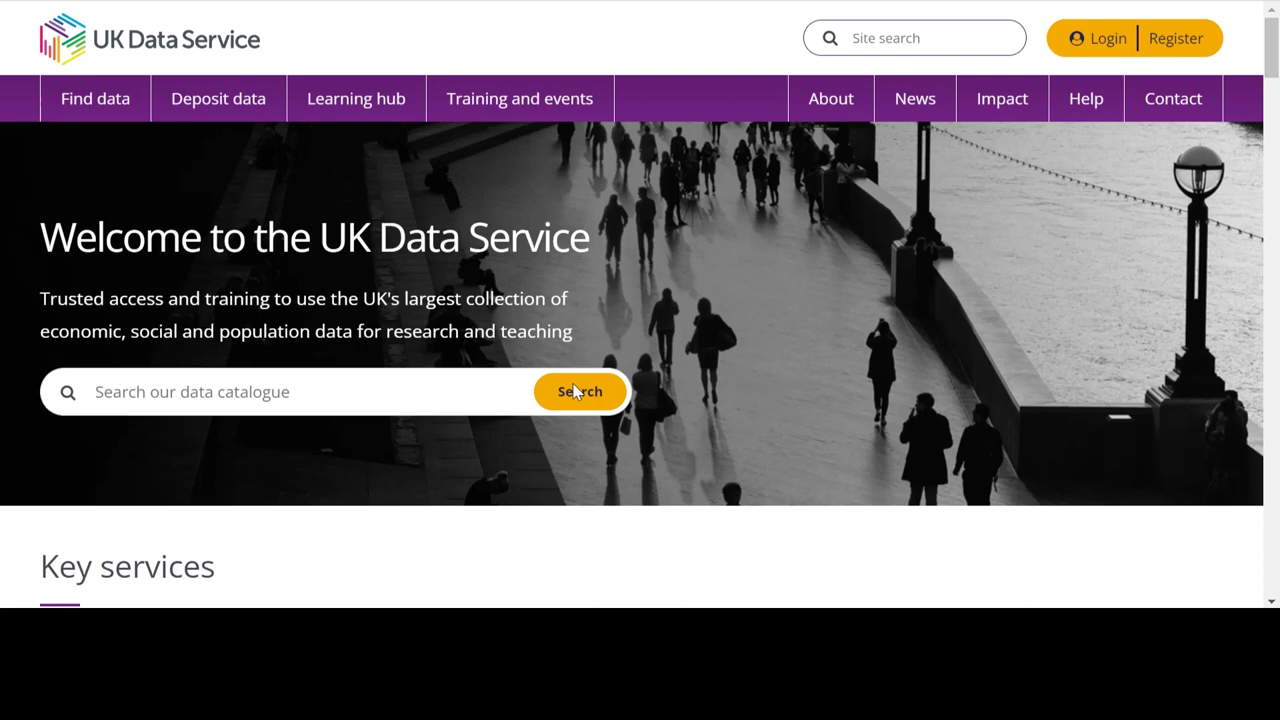 UK Data Service
Site search
Login
Register
Find data
Deposit data
Learning hub
Training and events
About
News
Impact
Help
Contact
Welcome to the UK Data Service
Trusted access and training to use the UK's largest collection of
economic, social and population data for research and teaching
Search our data catalogue
Search
Key services